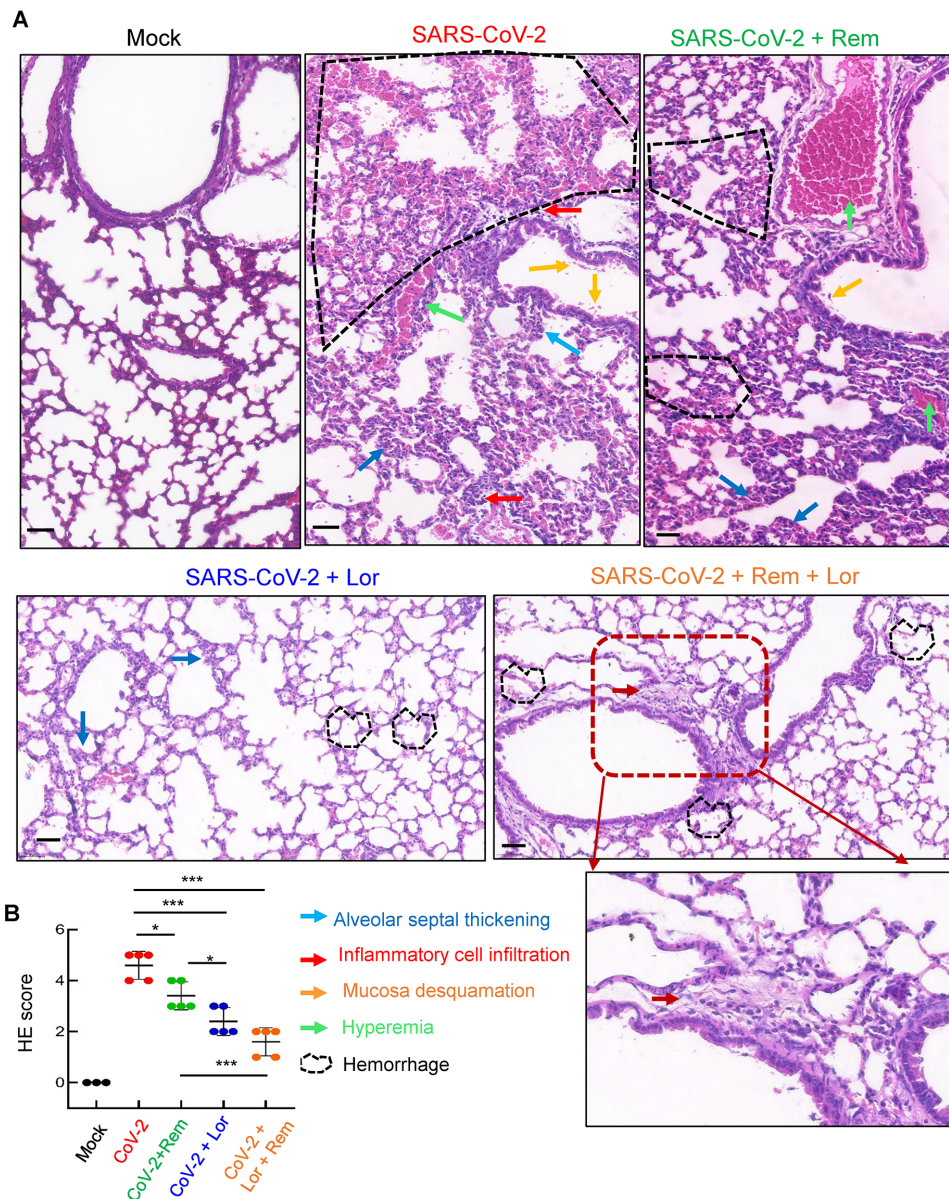 A
Mock
SARS-CoV-2
SARS-CoV-2 + Rem
SARS-CoV-2 + Lor
SARS-CoV-2 + Rem + Lor
B
***
***
*
*
***
HE score
6
4
2
0
Mock
CoV-2
CoV-2+Rem
CoV-2 + Lor
CoV-2 +
Lor + Rem
Alveolar septal thickening
Inflammatory cell infiltration
Mucosa desquamation
Hyperemia
Hemorrhage